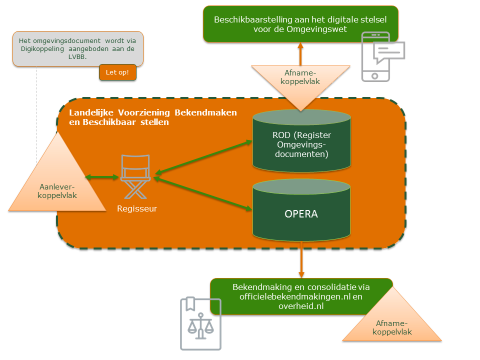 Beschikbaarstelling aan het digitale stelsel
voor de Omgevingswet
Het omgevingsdocument wordt via
Digikoppeling aangeboden aan de
LVBB.
Let op!
Afname-
koppelvlak
Landelijke Voorziening Bekendmaken
en Beschikbaar stellen
ROD (Register
Omgevings-
documenten)
Aanlever-
koppelvlak
Regisseur
OPERA
Bekendmaking en consolidatie via
officielebekendmakingen.nl en
overheid.nl
Afname-
koppelvlak